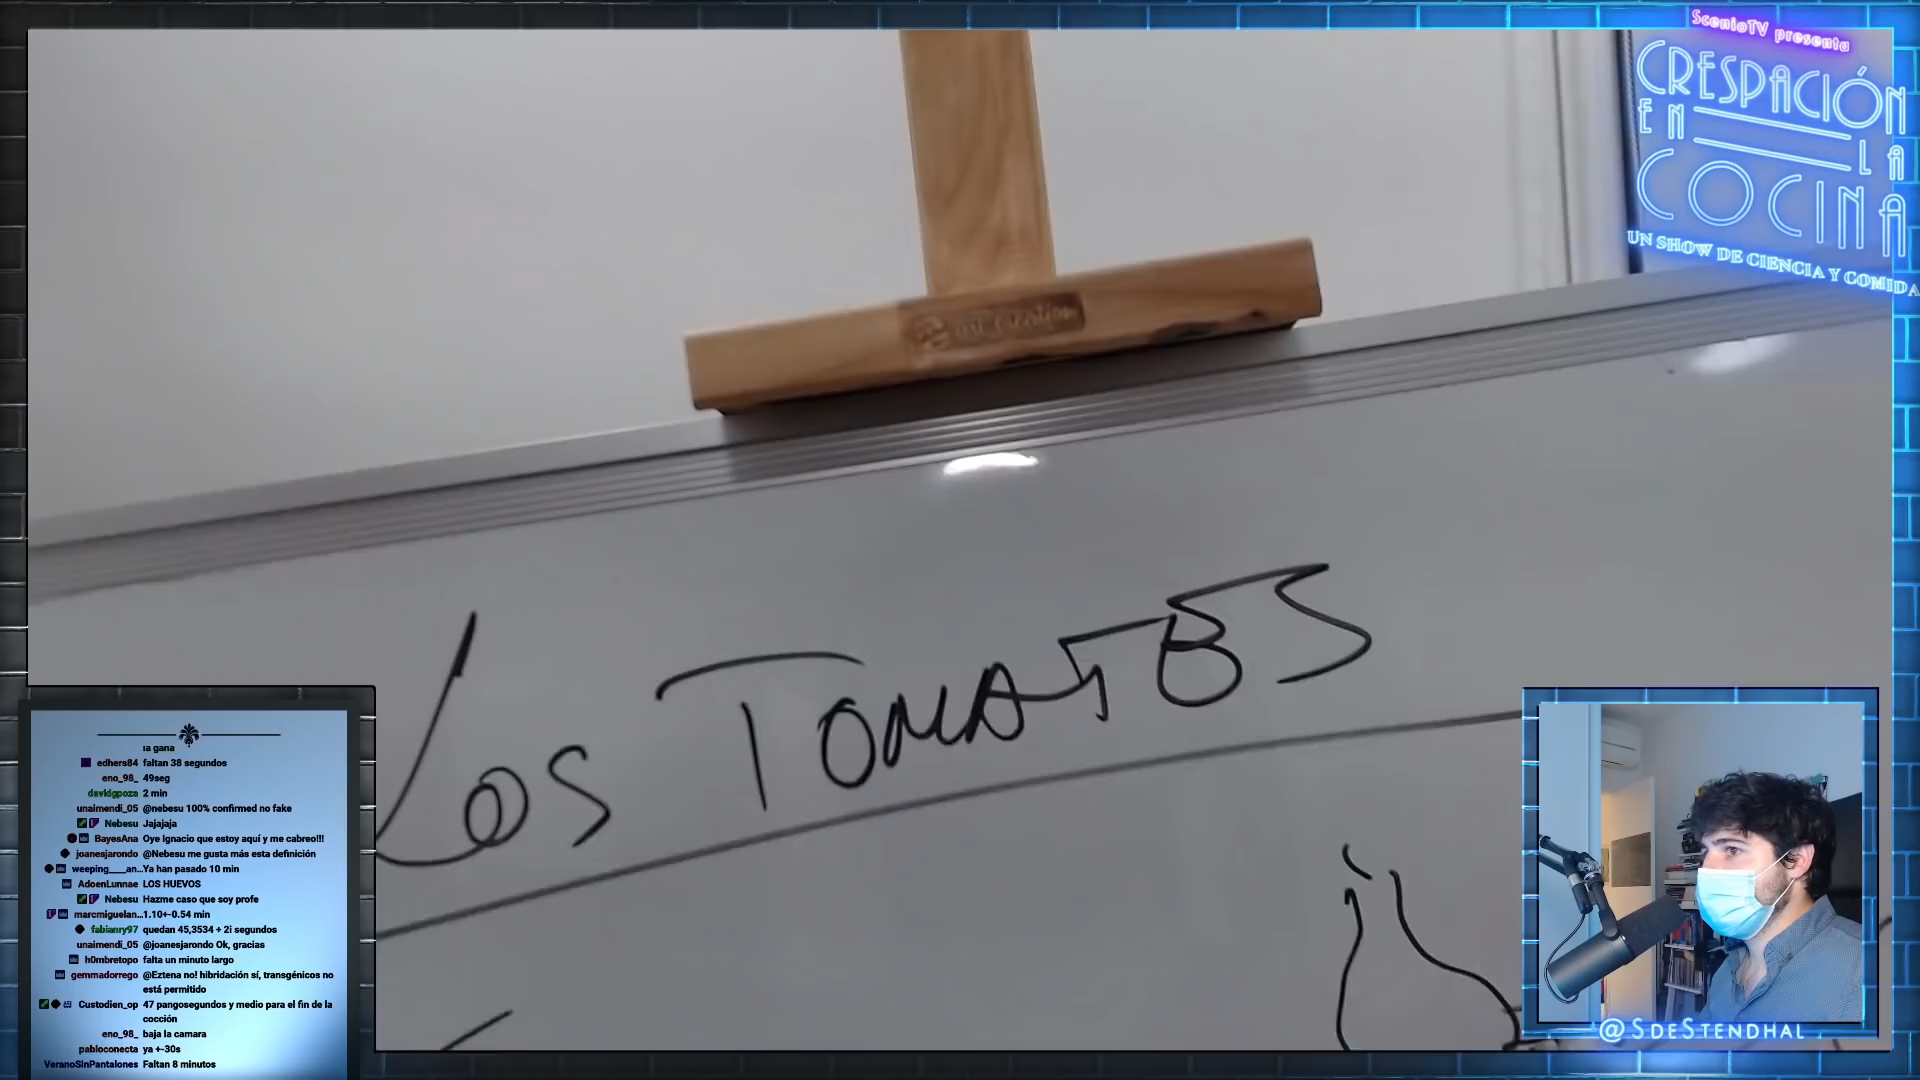 ScenioTV presenta
CRESPACIÓN
EN LA
COCINA
UN SHOW DE CIENCIA Y COMIDA
art creation
LOS TOMATES
la gana
edhers84 faltan 38 segundos
eno_98_ 49seg
davidgpoza 2 min
unaimendi_05 @nebesu 100% confirmed no fake
Nebesu Jajajaja
BayesAna Oye Ignacio que estoy aquí y me cabreo!!!
joanesjarondo @Nebesu me gusta más esta definición
weeping____an... Ya han pasado 10 min
AdoenLunnae LOS HUEVOS
Nebesu Hazme caso que soy profe
marcmiguelan... 1.10+-0.54 min
fabianry97 quedan 45,3534 + 2i segundos
unaimendi_05 @joanesjarondo Ok, gracias
h0mbretopo falta un minuto largo
gemmadorrego @Eztena no! hibridación sí, transgénicos no
está permitido
Custodien_op 47 pangosegundos y medio para el fin de la
cocción
eno_98_ baja la camara
pabloconecta ya +-30s
VeranoSinPantalones Faltan 8 minutos
@SDESTENDHAL